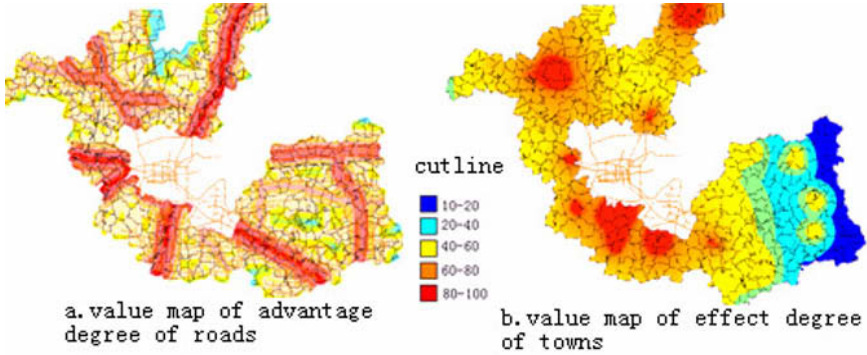 cutline
10-20
20-40
40-60
60-80
80-100
a.value map of advantage
degree of roads
b.value map of effect degree
of towns